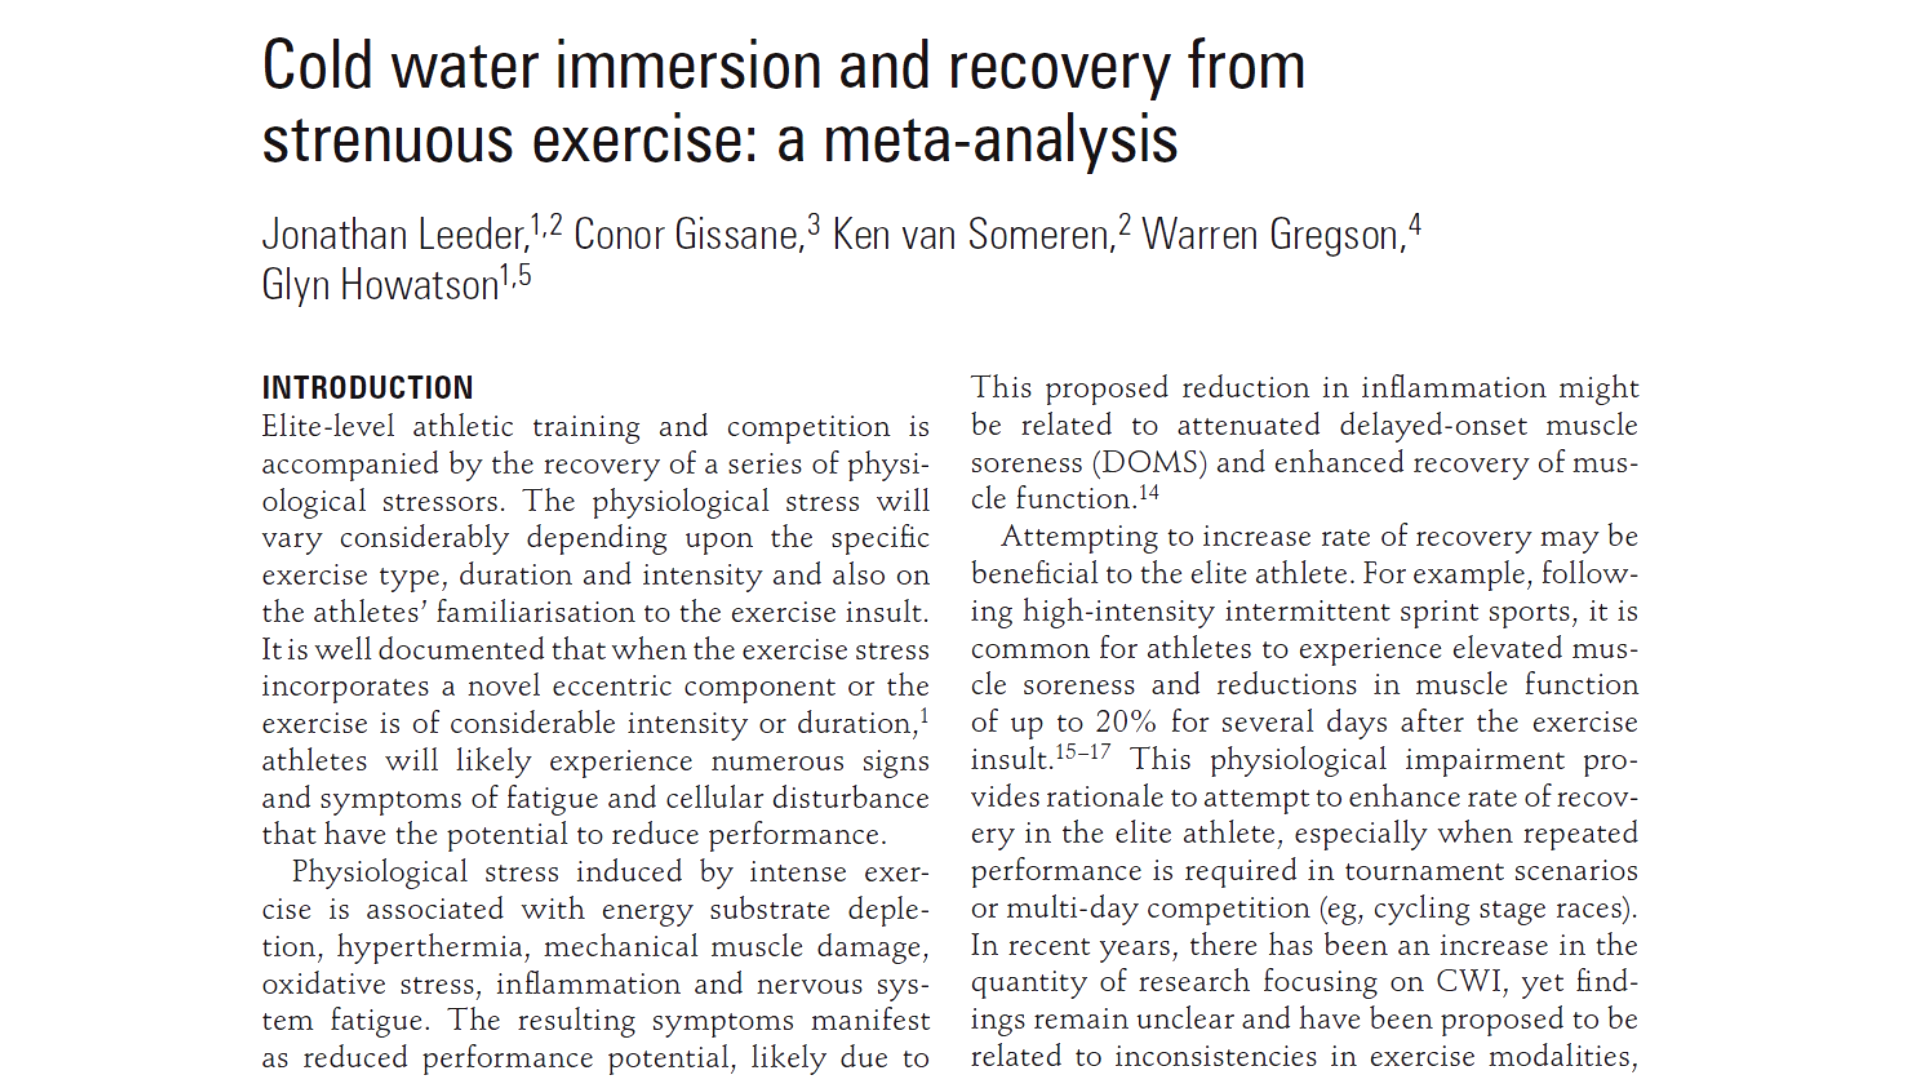 Cold water immersion and recovery from
strenuous exercise: a meta-analysis
Jonathan Leeder,1,2 Conor Gissane,3 Ken van Someren,2 Warren Gregson,4
Glyn Howatson1,5
INTRODUCTION
Elite-level athletic training and competition is
accompanied by the recovery of a series of physi-
ological stressors. The physiological stress will
vary considerably depending upon the specific
exercise type, duration and intensity and also on
the athletes’ familiarisation to the exercise insult.
It is well documented that when the exercise stress
incorporates a novel eccentric component or the
exercise is of considerable intensity or duration,1
athletes will likely experience numerous signs
and symptoms of fatigue and cellular disturbance
that have the potential to reduce performance.
Physiological stress induced by intense exer-
cise is associated with energy substrate deple-
tion, hyperthermia, mechanical muscle damage,
oxidative stress, inflammation and nervous sys-
tem fatigue. The resulting symptoms manifest
as reduced performance potential, likely due to
This proposed reduction in inflammation might
be related to attenuated delayed-onset muscle
soreness (DOMS) and enhanced recovery of mus-
cle function.14
Attempting to increase rate of recovery may be
beneficial to the elite athlete. For example, follow-
ing high-intensity intermittent sprint sports, it is
common for athletes to experience elevated mus-
cle soreness and reductions in muscle function
of up to 20% for several days after the exercise
insult.15–17 This physiological impairment pro-
vides rationale to attempt to enhance rate of recov-
ery in the elite athlete, especially when repeated
performance is required in tournament scenarios
or multi-day competition (eg, cycling stage races).
In recent years, there has been an increase in the
quantity of research focusing on CWI, yet find-
ings remain unclear and have been proposed to be
related to inconsistencies in exercise modalities,